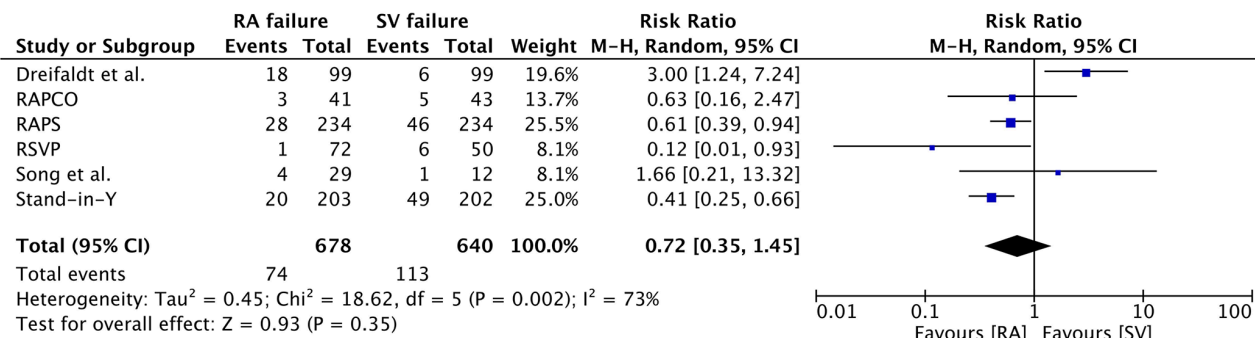 RA failure SV failure Risk Ratio Risk Ratio
Study or Subgroup Events Total Events Total Weight M-H, Random, 95% CI M-H, Random, 95% CI
Dreifaldt et al. 18 99 6 99 19.6% 3.00 [1.24, 7.24]
RAPCO 3 41 5 43 13.7% 0.63 [0.16, 2.47]
RAPS 28 234 46 234 25.5% 0.61 [0.39, 0.94]
RSVP 1 72 6 50 8.1% 0.12 [0.01, 0.93]
Song et al. 4 29 1 12 8.1% 1.66 [0.21, 13.32]
Stand-in-Y 20 203 49 202 25.0% 0.41 [0.25, 0.66]
Total (95% CI) 678 640 100.0% 0.72 [0.35, 1.45]
Total events 74 113
Heterogeneity: Tau² = 0.45; Chi² = 18.62, df = 5 (P = 0.002); I² = 73%
Test for overall effect: Z = 0.93 (P = 0.35)
0.01 0.1 1 10 100
Favours [RA] Favours [SV]